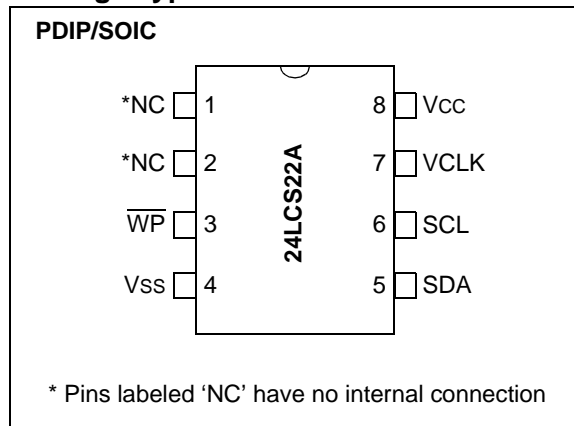 PDIP/SOIC
*NC 1 8 VCC
*NC 2 7 VCLK
WP 3 6 SCL
VSS 4 5 SDA
24LCS22A
* Pins labeled ‘NC’ have no internal connection